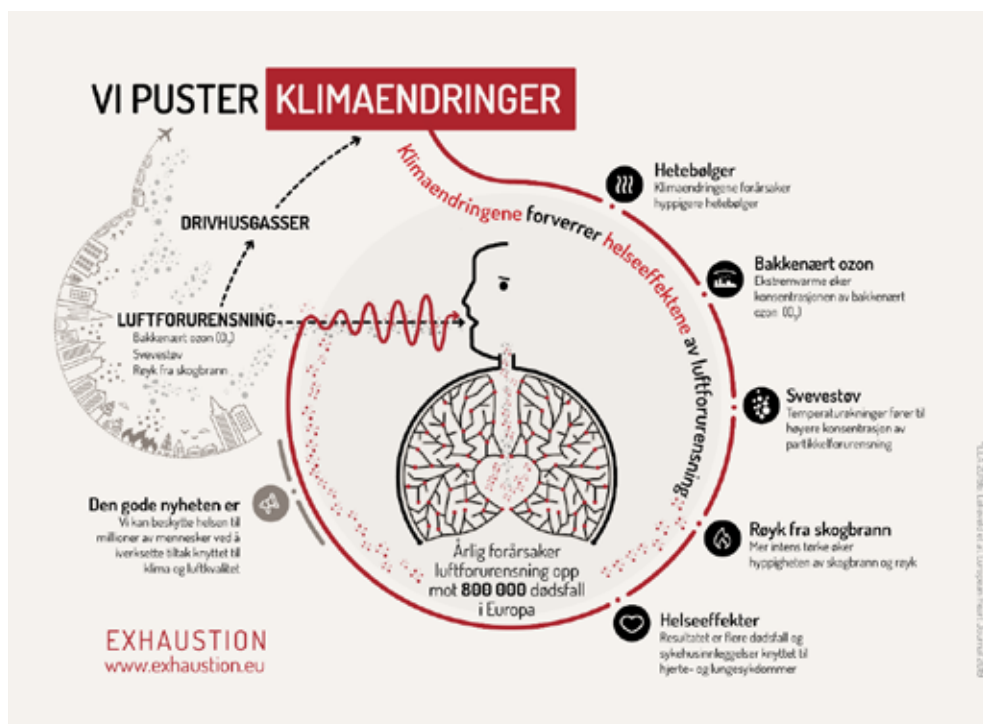 VI PUSTER KLIMAENDRINGER
Klimaendringene forverrer helseeffektene av luftforurensning
DRIVHUSGASSER
LUFTFORURENSNING
Bakkenært ozon (O₃)
Svevestøv
Røyk fra skogbrann
Hetebølger
Klimaendringene forårsaker
hyppigere hetebølger
Bakkenært ozon
Ekstremvarme øker
konsentrasjonen av bakkenært
ozon (O₃)
Svevestøv
Temperaturøkninger fører til
høyere konsentrasjon av
partikkelforurensning
Røyk fra skogbrann
Mer intens tørke øker
hyppigheten av skogbrann og røyk
Helseeffekter
Resultatet er flere dødsfall og
sykehusinnleggelser knyttet til
hjerte- og lungesykdommer
Årlig forårsaker
luftforurensning opp
mot 800 000 dødsfall
i Europa
Den gode nyheten er
Vi kan beskytte helsen til
millioner av mennesker ved å
iverksette tiltak knyttet til
klima og luftkvalitet
EXHAUSTION
www.exhaustion.eu